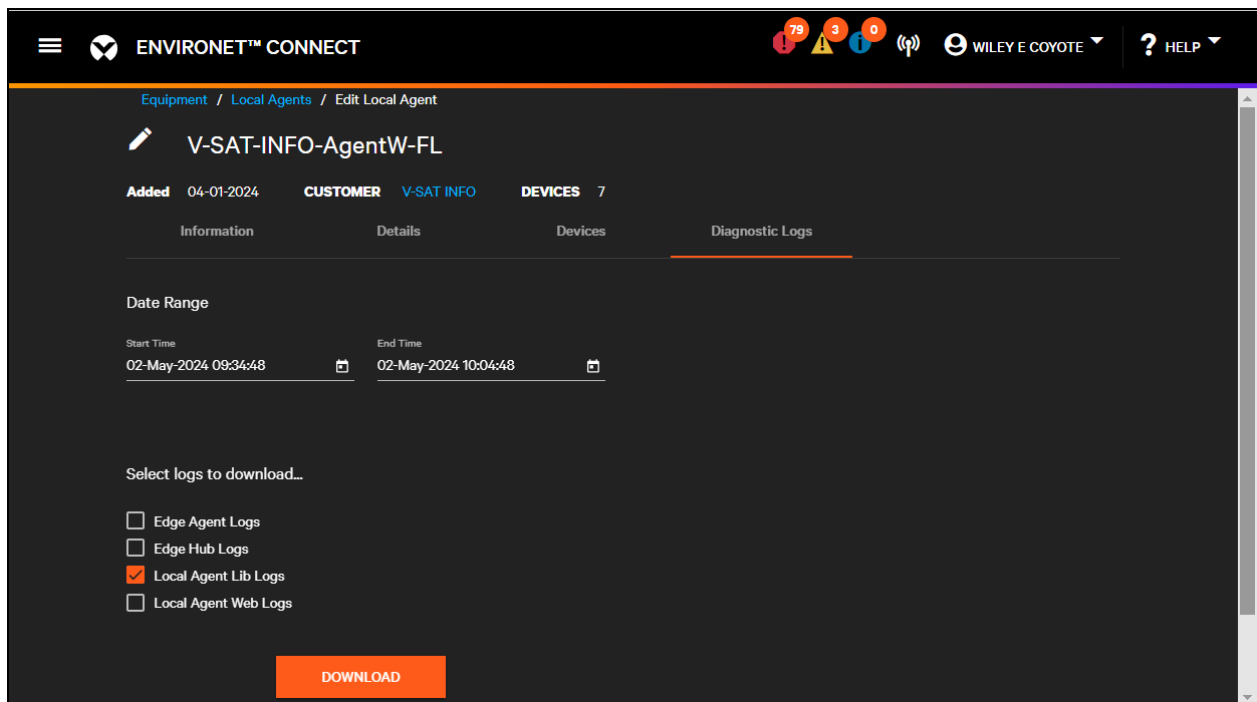 ENVIRONET™ CONNECT
79
3
0
WILEY E COYOTE
? HELP
Equipment / Local Agents / Edit Local Agent
V-SAT-INFO-AgentW-FL
Added 04-01-2024 CUSTOMER V-SAT INFO DEVICES 7
Information Details Devices Diagnostic Logs
Date Range
Start Time End Time
02-May-2024 09:34:48 02-May-2024 10:04:48
Select logs to download...
Edge Agent Logs
Edge Hub Logs
Local Agent Lib Logs
Local Agent Web Logs
DOWNLOAD